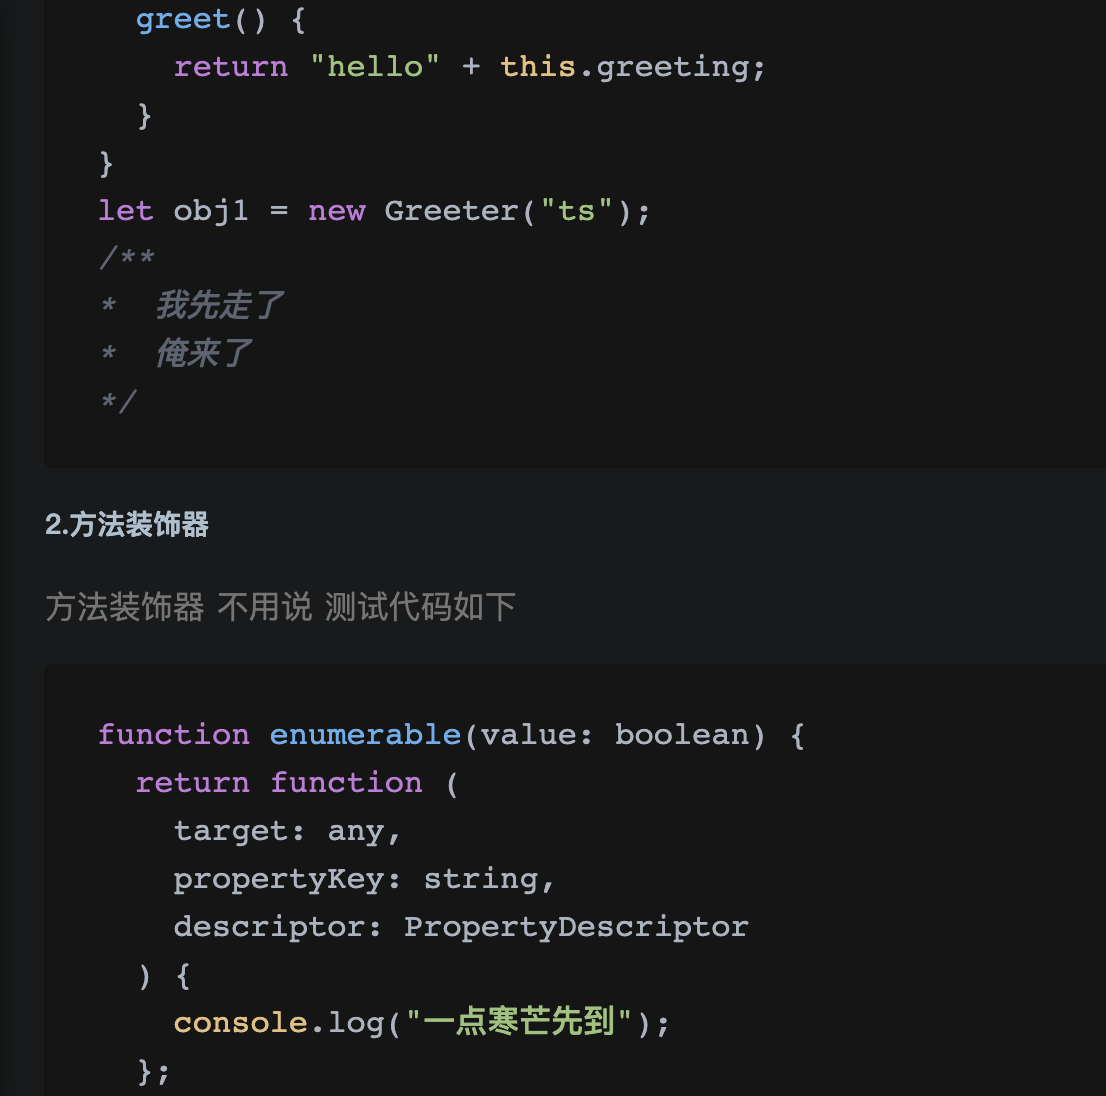 greet() {
return "hello" + this.greeting;
}
}
let obj1 = new Greeter("ts");
/**
*  我先走了
*  俺来了
*/
2.方法装饰器
方法装饰器 不用说 测试代码如下
function enumerable(value: boolean) {
return function (
target: any,
propertyKey: string,
descriptor: PropertyDescriptor
) {
console.log("一点寒芒先到");
};